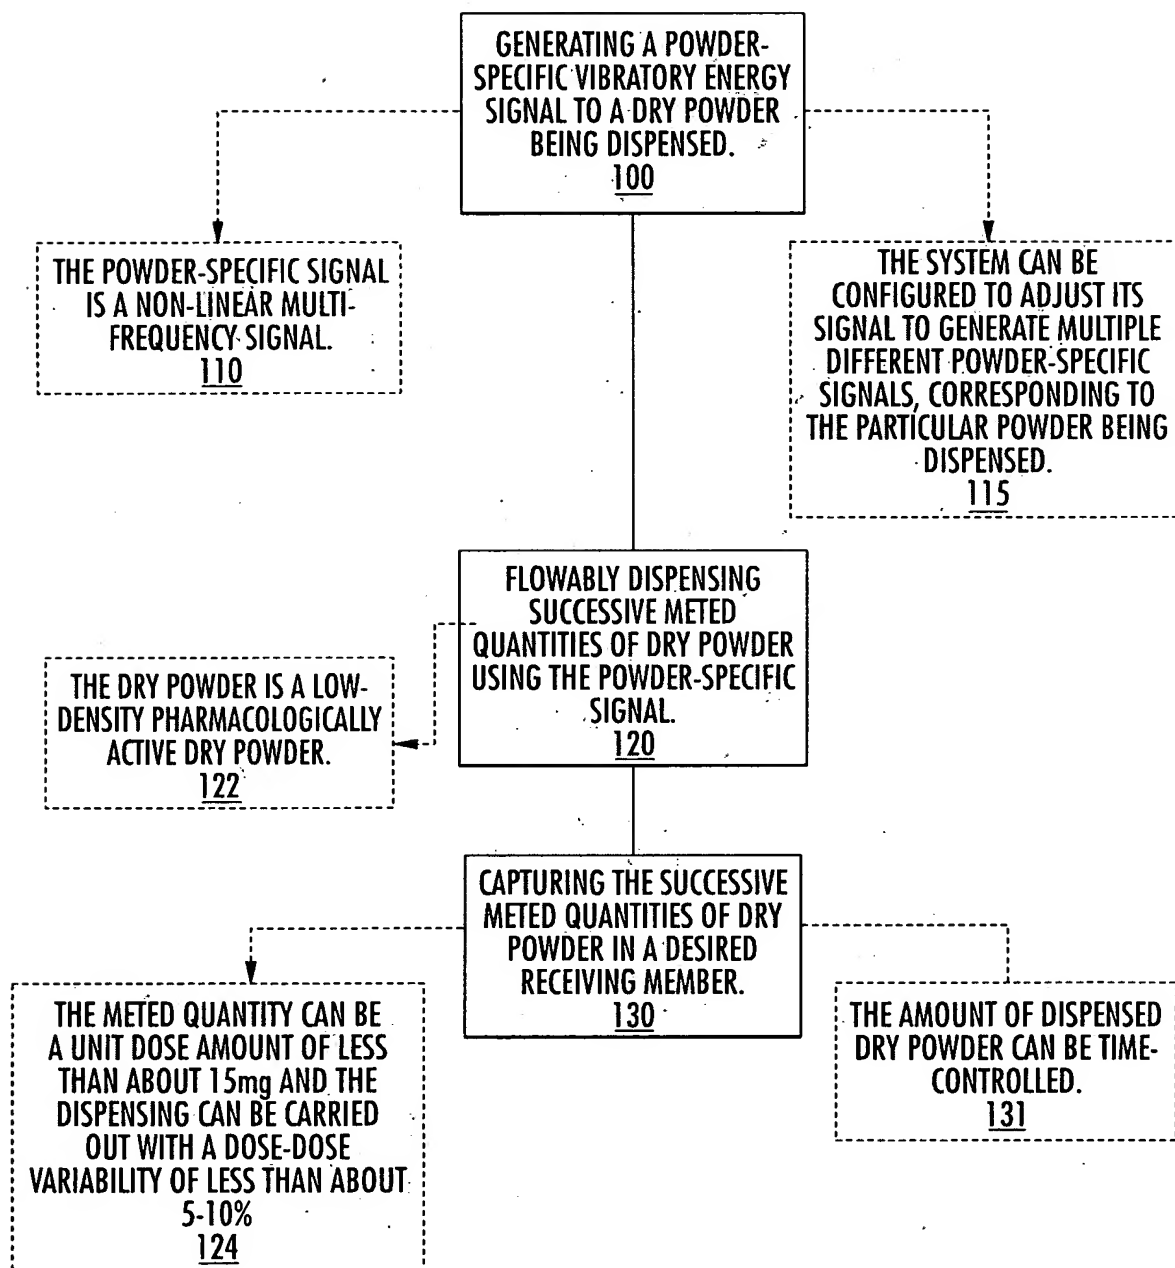 GENERATING A POWDER-
SPECIFIC VIBRATORY ENERGY
SIGNAL TO A DRY POWDER
BEING DISPENSED.
100
THE POWDER-SPECIFIC SIGNAL
IS A NON-LINEAR MULTI-
FREQUENCY SIGNAL.
110
THE SYSTEM CAN BE
CONFIGURED TO ADJUST ITS
SIGNAL TO GENERATE MULTIPLE
DIFFERENT POWDER-SPECIFIC
SIGNALS, CORRESPONDING TO
THE PARTICULAR POWDER BEING
DISPENSED.
115
FLOWABLY DISPENSING
SUCCESSIVE METED
QUANTITIES OF DRY POWDER
USING THE POWDER-SPECIFIC
SIGNAL.
120
THE DRY POWDER IS A LOW-
DENSITY PHARMACOLOGICALLY
ACTIVE DRY POWDER.
122
CAPTURING THE SUCCESSIVE
METED QUANTITIES OF DRY
POWDER IN A DESIRED
RECEIVING MEMBER.
130
THE METED QUANTITY CAN BE
A UNIT DOSE AMOUNT OF LESS
THAN ABOUT 15mg AND THE
DISPENSING CAN BE CARRIED
OUT WITH A DOSE-DOSE
VARIABILITY OF LESS THAN ABOUT
5-10%
124
THE AMOUNT OF DISPENSED
DRY POWDER CAN BE TIME-
CONTROLLED.
131